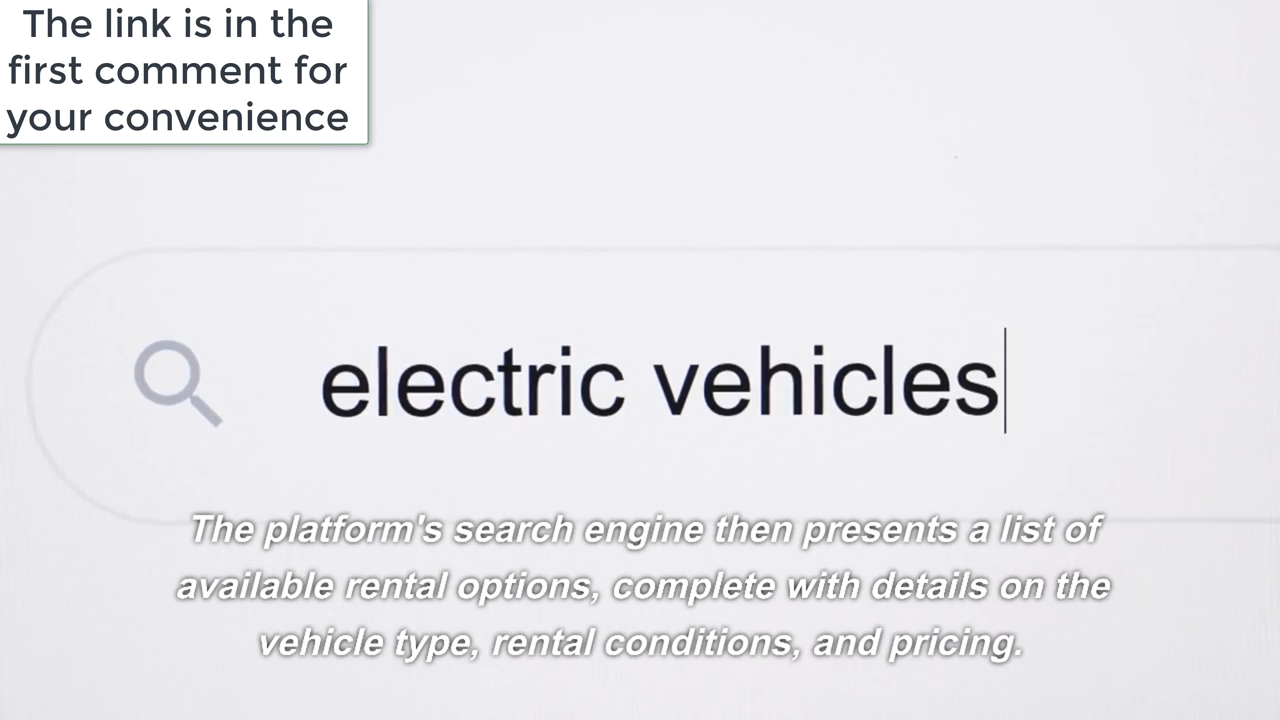 The link is in the
first comment for
your convenience
electric vehicles
The platform's search engine then presents a list of
available rental options, complete with details on the
vehicle type, rental conditions, and pricing.